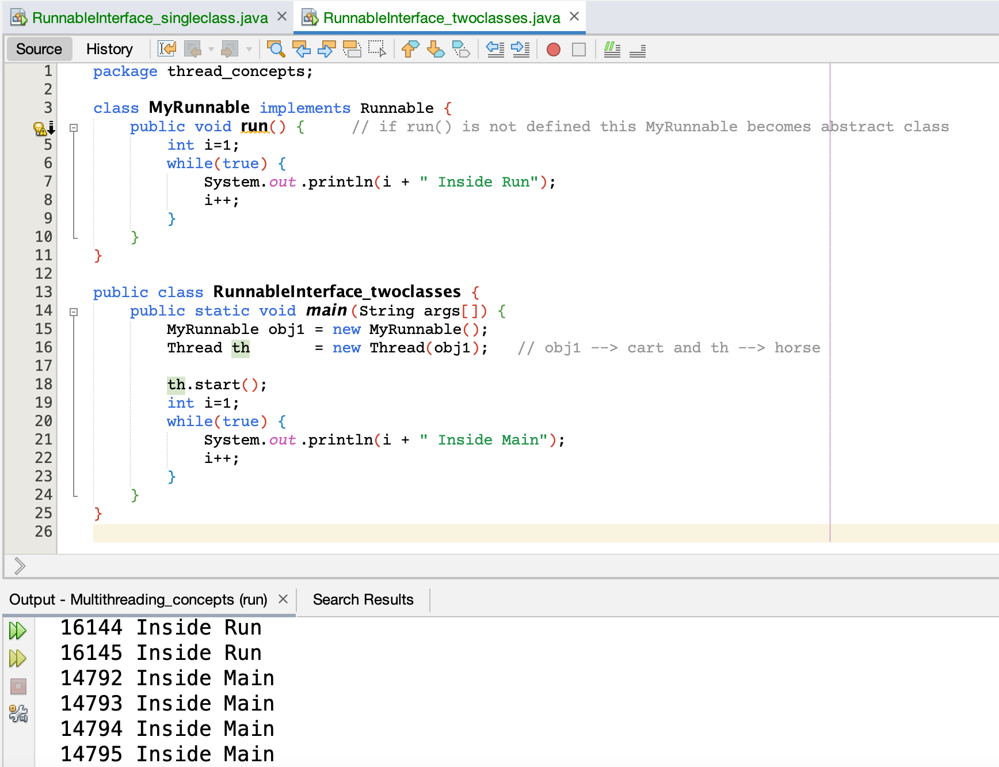 RunnableInterface_singleclass.java RunnableInterface_twoclasses.java
Source History
1 package thread_concepts;
2
3 class MyRunnable implements Runnable {
public void run() { // if run() is not defined this MyRunnable becomes abstract class
5 int i=1;
6 while(true) {
7 System.out.println(i + " Inside Run");
8 i++;
9 }
10 }
11 }
12
13 public class RunnableInterface_twoclasses {
14 public static void main(String args[]) {
15 MyRunnable obj1 = new MyRunnable();
16 Thread th = new Thread(obj1); // obj1 --> cart and th --> horse
17
18 th.start();
19 int i=1;
20 while(true) {
21 System.out.println(i + " Inside Main");
22 i++;
23 }
24 }
25 }
26
Output - Multithreading_concepts (run) Search Results
16144 Inside Run
16145 Inside Run
14792 Inside Main
14793 Inside Main
14794 Inside Main
14795 Inside Main